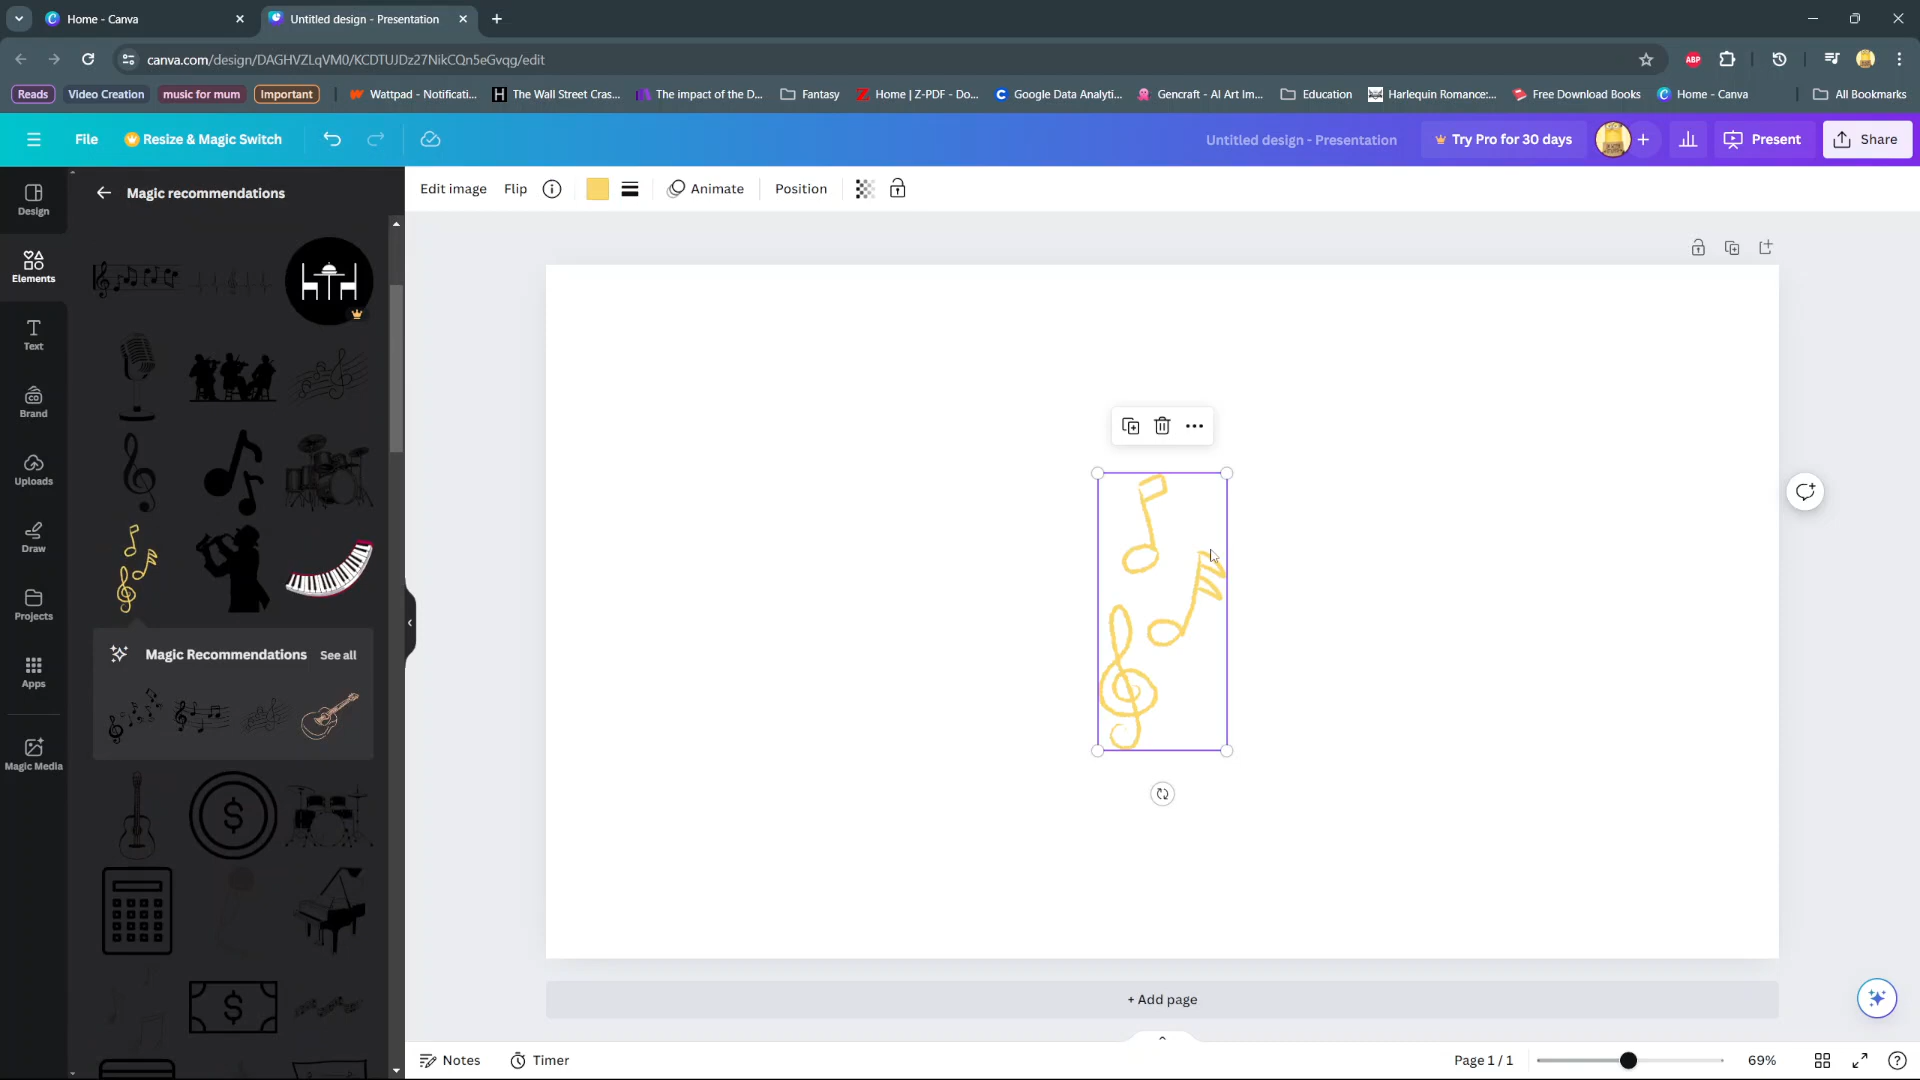 Home - Canva
Untitled design - Presentation
canva.com/design/DAGHVZLqVM0/KCDTUJDz27NikCQn5eGvqg/edit
ABP
Reads
Video Creation
music for mum
Important
Wattpad - Notificati...
The Wall Street Cras...
The impact of the D...
Fantasy
Home | Z-PDF - Do...
Google Data Analyti...
Gencraft - AI Art Im...
Education
Harlequin Romance:...
Free Download Books
Home - Canva
All Bookmarks
File
Resize & Magic Switch
Untitled design - Presentation
Try Pro for 30 days
Present
Share
Edit image
Flip
Animate
Position
Design
Elements
Text
Brand
Uploads
Draw
Projects
Apps
Magic Media
Magic recommendations
Magic Recommendations
See all
+ Add page
Notes
Timer
Page 1 / 1
69%